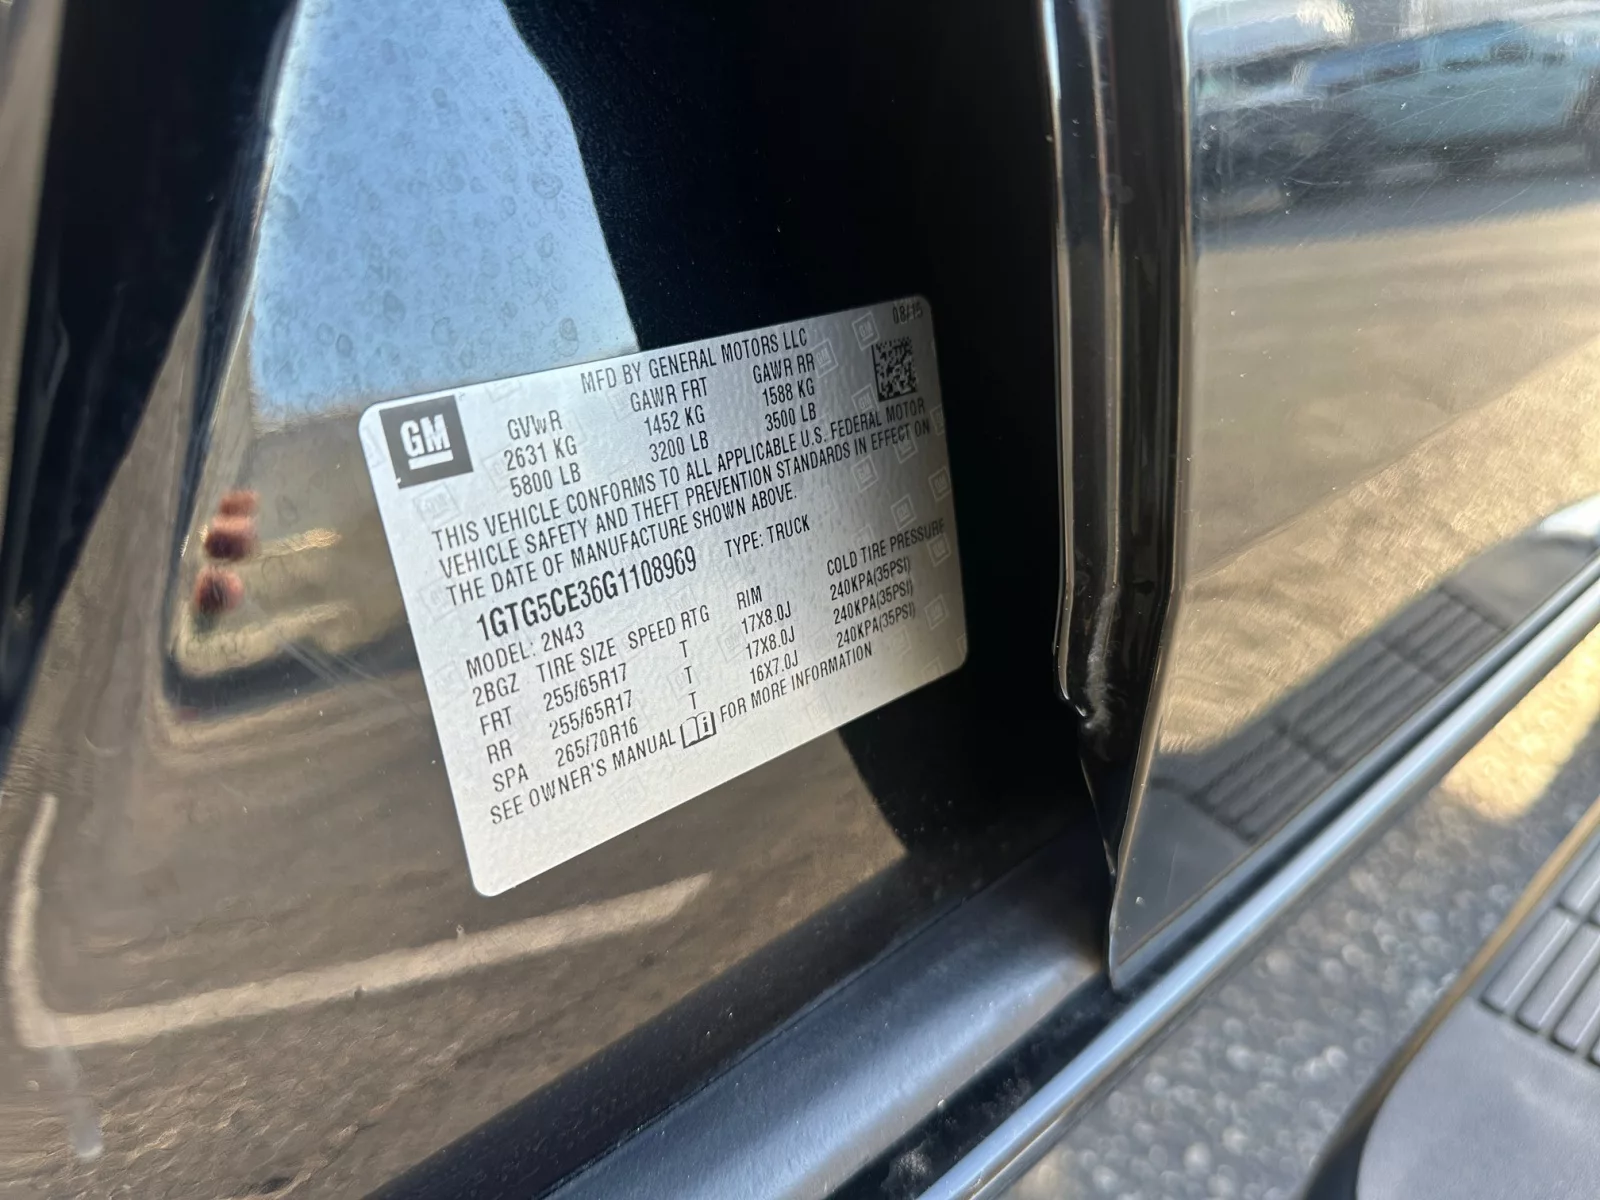 MFD BY GENERAL MOTORS LLC 08/15
GM
GVWR GAWR FRT GAWR RR
2631 KG 1452 KG 1588 KG
5800 LB 3200 LB 3500 LB
THIS VEHICLE CONFORMS TO ALL APPLICABLE U.S. FEDERAL MOTOR
VEHICLE SAFETY AND THEFT PREVENTION STANDARDS IN EFFECT ON
THE DATE OF MANUFACTURE SHOWN ABOVE.
1GTG5CE36G1108969 TYPE: TRUCK
MODEL: 2N43
2BGZ TIRE SIZE SPEED RTG RIM COLD TIRE PRESSURE
FRT 255/65R17 T 17X8.0J 240KPA(35PSI)
RR 255/65R17 T 17X8.0J 240KPA(35PSI)
SPA 265/70R16 T 16X7.0J 240KPA(35PSI)
SEE OWNER'S MANUAL i FOR MORE INFORMATION